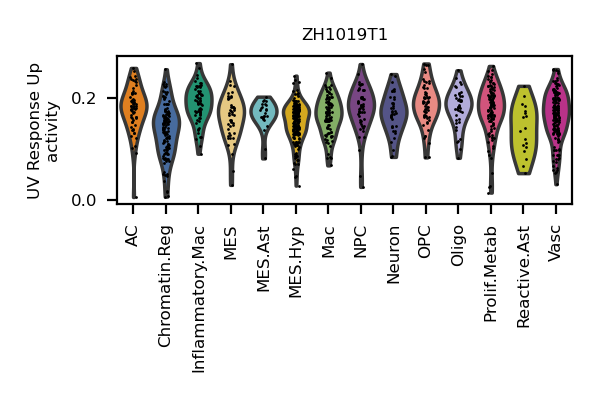 ZH1019T1
UV Response Up
activity
0.2
0.0
AC
Chromatin.Reg
Inflammatory.Mac
MES
MES.Ast
MES.Hyp
Mac
NPC
Neuron
OPC
Oligo
Prolif.Metab
Reactive.Ast
Vasc